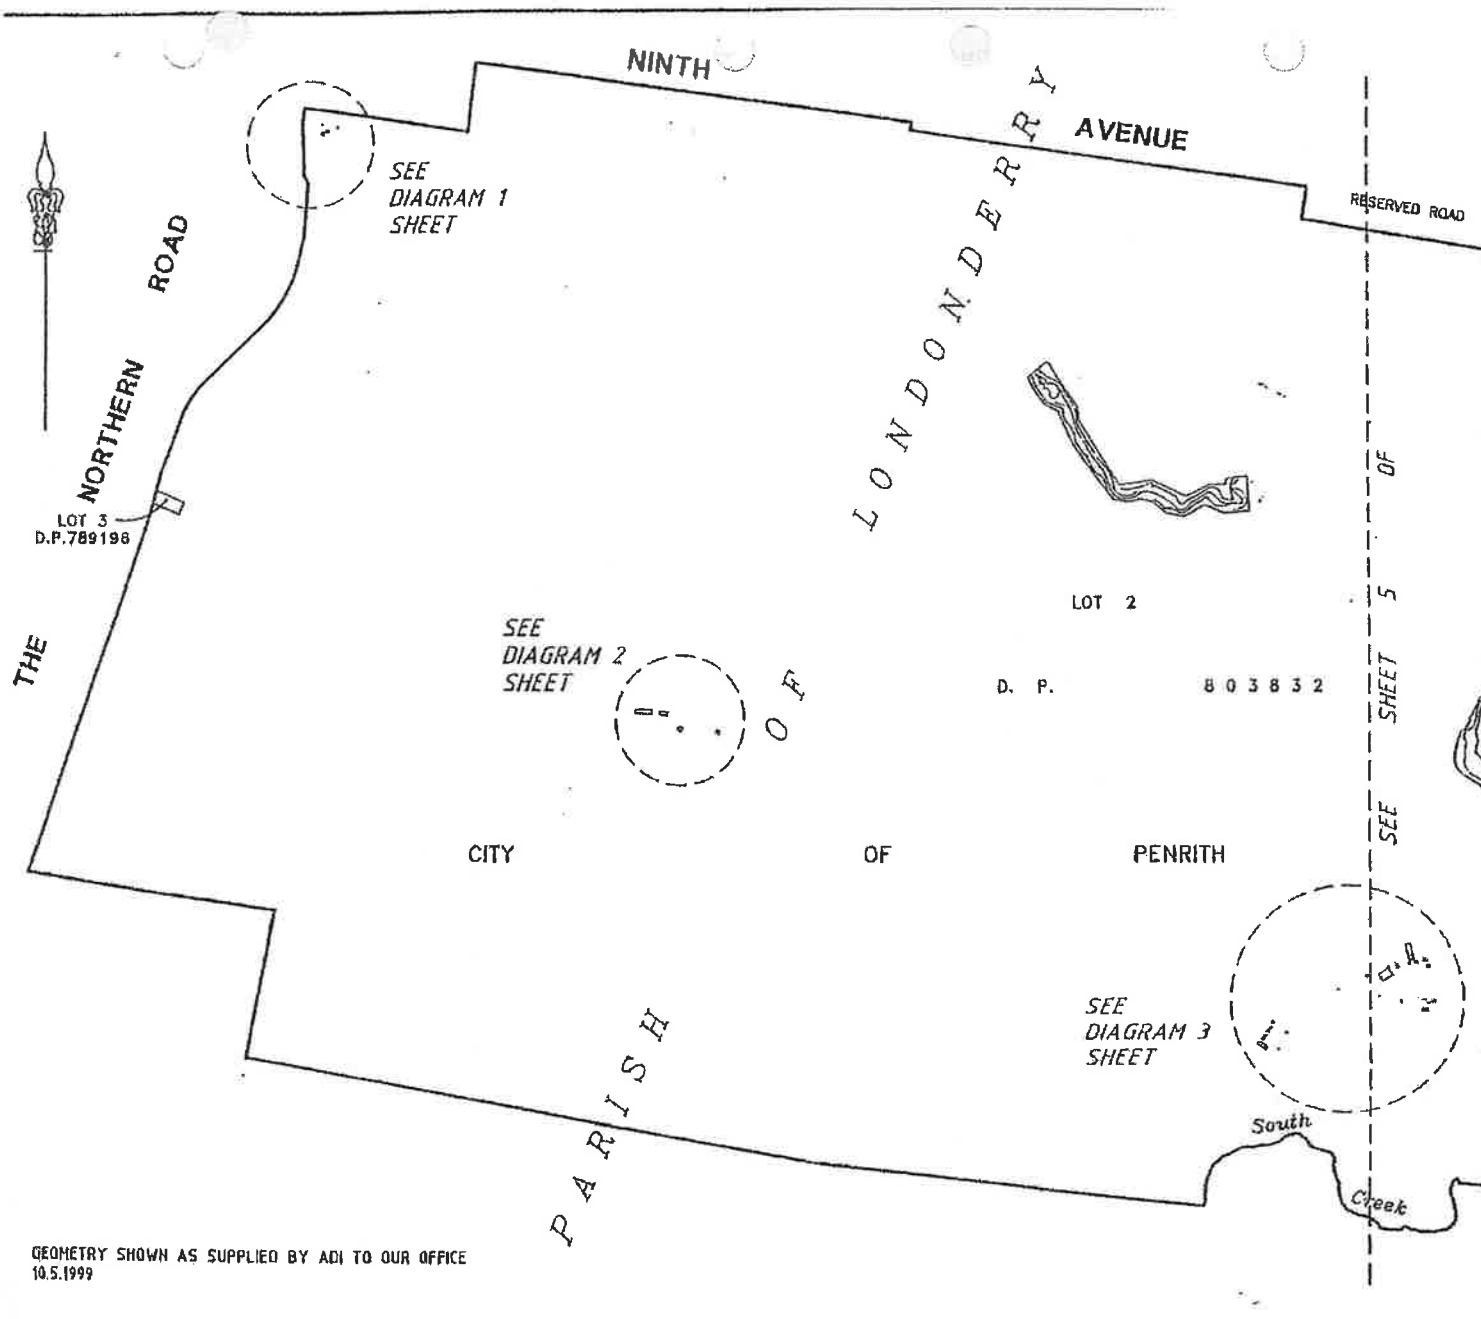 NINTH
AVENUE
RESERVED ROAD
SEE
DIAGRAM 1
SHEET
THE NORTHERN ROAD
LOT 3
D.P.789196
PARISH OF LONDONDERRY
LOT 2
D. P. 803832
SEE
DIAGRAM 2
SHEET
SEE SHEET 5 OF
CITY OF PENRITH
SEE
DIAGRAM 3
SHEET
South
Creek
GEOMETRY SHOWN AS SUPPLIED BY ADI TO OUR OFFICE
10.5.1999